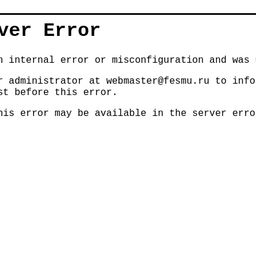 ver Error
n internal error or misconfiguration and was
r administrator at webmaster@fesmu.ru to info
st before this error.
his error may be available in the server erro